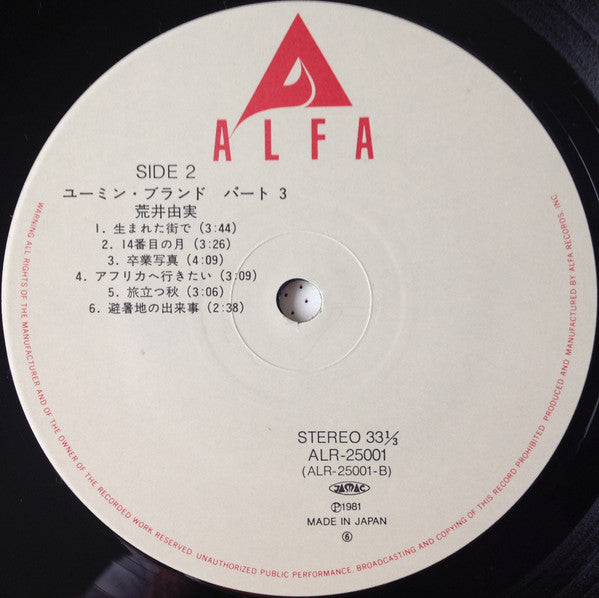 ALFA
SIDE 2
ユーミン・ブランド パート 3
荒井由実
1. 生まれた街で (3:44)
2. 14番目の月 (3:26)
3. 卒業写真 (4:09)
4. アフリカへ行きたい (3:09)
5. 旅立つ秋 (3:06)
6. 避暑地の出来事 (2:38)
STEREO 33⅓
ALR-25001
(ALR-25001-B)
JASRAC
Ⓟ1981
MADE IN JAPAN
⑥
WARNING: ALL RIGHTS OF THE MANUFACTURER AND OF THE OWNER OF THE RECORDED WORK RESERVED. UNAUTHORIZED PUBLIC PERFORMANCE, BROADCASTING AND COPYING OF THIS RECORD PROHIBITED. PRODUCED AND MANUFACTURED BY ALFA RECORDS, INC.